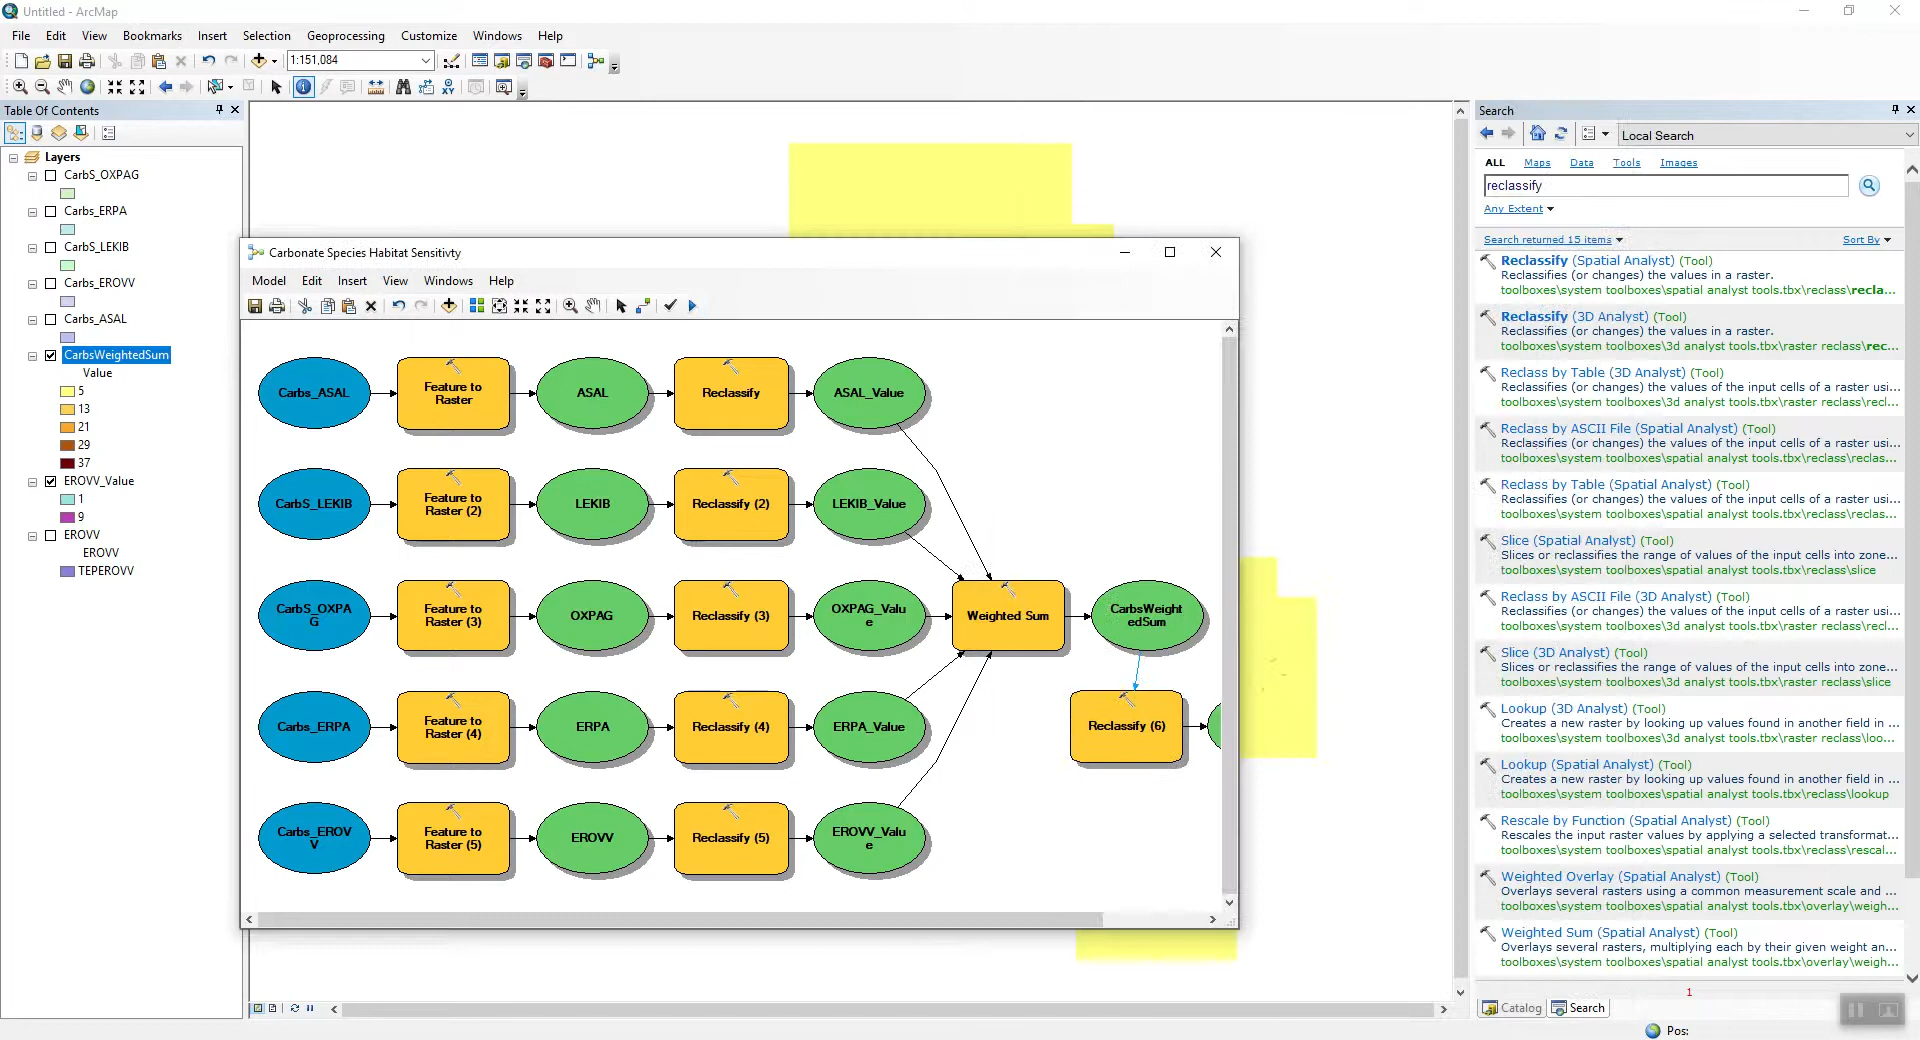 Untitled - ArcMap
File Edit View Bookmarks Insert Selection Geoprocessing Customize Windows Help
1:151,084
Table Of Contents
Layers
CarbS_OXPAG
Carbs_ERPA
CarbS_LEKIB
Carbs_EROVV
Carbs_ASAL
CarbsWeightedSum
Value
5
13
21
29
37
EROVV_Value
1
9
EROVV
EROVV
TEPEROVV
Carbonate Species Habitat Sensitivty
Model Edit Insert View Windows Help
Carbs_ASAL
Feature to
Raster
ASAL
Reclassify
ASAL_Value
CarbS_LEKIB
Feature to
Raster (2)
LEKIB
Reclassify (2)
LEKIB_Value
CarbS_OXPA
G
Feature to
Raster (3)
OXPAG
Reclassify (3)
OXPAG_Valu
e
Weighted Sum
CarbsWeight
edSum
Carbs_ERPA
Feature to
Raster (4)
ERPA
Reclassify (4)
ERPA_Value
Reclassify (6)
Carbs_EROV
V
Feature to
Raster (5)
EROVV
Reclassify (5)
EROVV_Valu
e
Search
Local Search
ALL Maps Data Tools Images
reclassify
Any Extent
Search returned 15 items Sort By
Reclassify (Spatial Analyst) (Tool)
Reclassifies (or changes) the values in a raster.
toolboxes\system toolboxes\spatial analyst tools.tbx\reclass\recla...
Reclassify (3D Analyst) (Tool)
Reclassifies (or changes) the values in a raster.
toolboxes\system toolboxes\3d analyst tools.tbx\raster reclass\rec...
Reclass by Table (3D Analyst) (Tool)
Reclassifies (or changes) the values of the input cells of a raster usi...
toolboxes\system toolboxes\3d analyst tools.tbx\raster reclass\recl...
Reclass by ASCII File (Spatial Analyst) (Tool)
Reclassifies (or changes) the values of the input cells of a raster usi...
toolboxes\system toolboxes\spatial analyst tools.tbx\reclass\reclas...
Reclass by Table (Spatial Analyst) (Tool)
Reclassifies (or changes) the values of the input cells of a raster usi...
toolboxes\system toolboxes\spatial analyst tools.tbx\reclass\reclas...
Slice (Spatial Analyst) (Tool)
Slices or reclassifies the range of values of the input cells into zone...
toolboxes\system toolboxes\spatial analyst tools.tbx\reclass\slice
Reclass by ASCII File (3D Analyst) (Tool)
Reclassifies (or changes) the values of the input cells of a raster usi...
toolboxes\system toolboxes\3d analyst tools.tbx\raster reclass\recl...
Slice (3D Analyst) (Tool)
Slices or reclassifies the range of values of the input cells into zone...
toolboxes\system toolboxes\3d analyst tools.tbx\raster reclass\slice
Lookup (3D Analyst) (Tool)
Creates a new raster by looking up values found in another field in ...
toolboxes\system toolboxes\3d analyst tools.tbx\raster reclass\loo...
Lookup (Spatial Analyst) (Tool)
Creates a new raster by looking up values found in another field in ...
toolboxes\system toolboxes\spatial analyst tools.tbx\reclass\lookup
Rescale by Function (Spatial Analyst) (Tool)
Rescales the input raster values by applying a selected transformat...
toolboxes\system toolboxes\spatial analyst tools.tbx\reclass\rescal...
Weighted Overlay (Spatial Analyst) (Tool)
Overlays several rasters using a common measurement scale and ...
toolboxes\system toolboxes\spatial analyst tools.tbx\overlay\weigh...
Weighted Sum (Spatial Analyst) (Tool)
Overlays several rasters, multiplying each by their given weight an...
toolboxes\system toolboxes\spatial analyst tools.tbx\overlay\weigh...
1
Catalog Search
Pos: